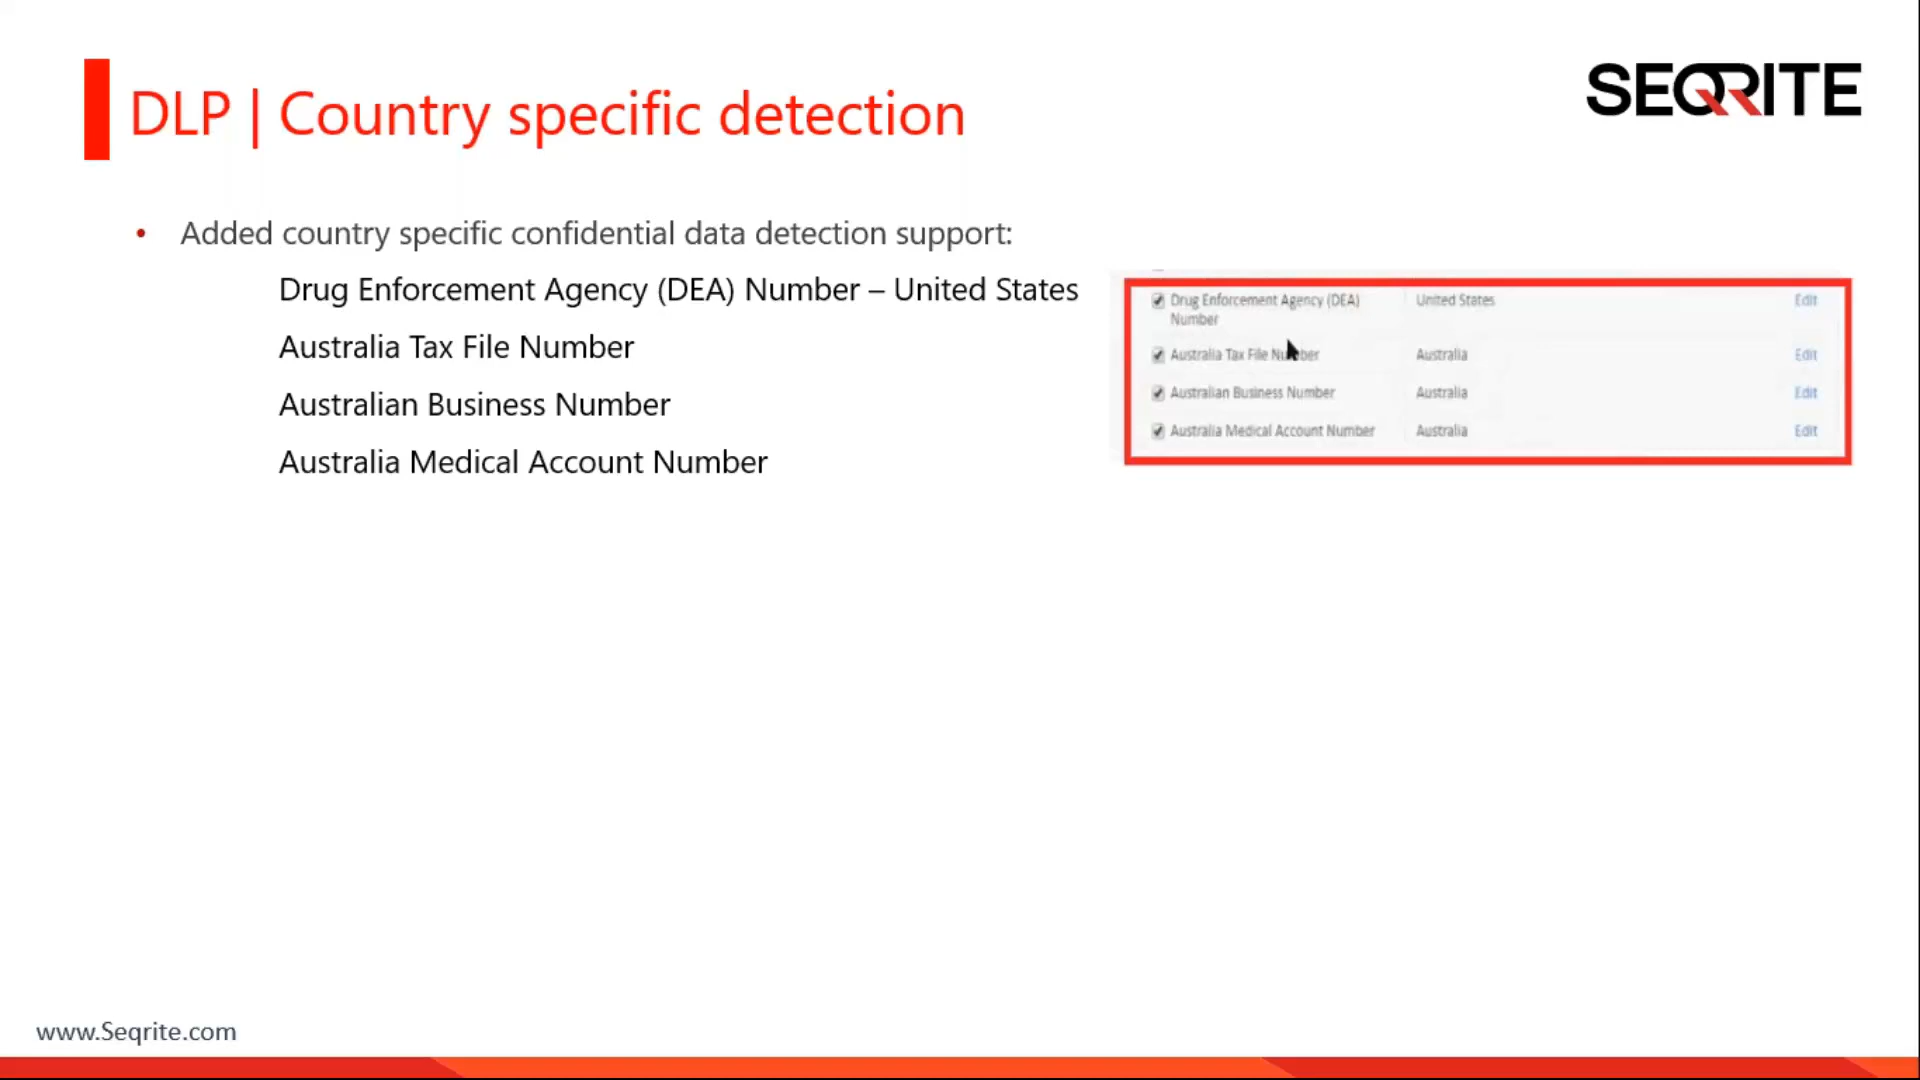 DLP | Country specific detection
SEQRITE
• Added country specific confidential data detection support:
Drug Enforcement Agency (DEA) Number – United States
Australia Tax File Number
Australian Business Number
Australia Medical Account Number
Drug Enforcement Agency (DEA) United States Edit
Number
Australia Tax File Number Australia Edit
Australian Business Number Australia Edit
Australia Medical Account Number Australia Edit
www.Seqrite.com